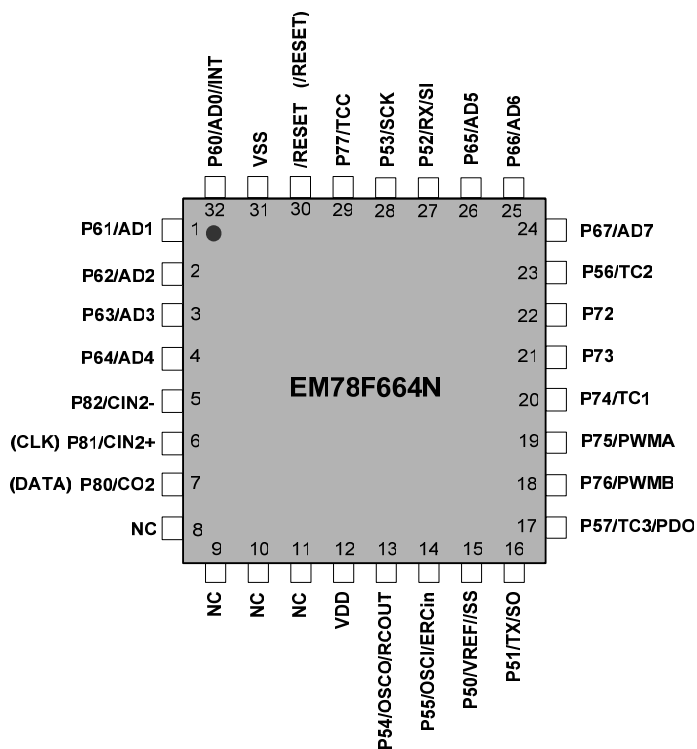 P60/AD0//INT
VSS
/RESET (/RESET)
P77/TCC
P53/SCK
P52/RX/SI
P65/AD5
P66/AD6
32 31 30 29 28 27 26 25
P61/AD1 1 24 P67/AD7
P62/AD2 2 23 P56/TC2
P63/AD3 3 22 P72
P64/AD4 4 21 P73
EM78F664N
P82/CIN2- 5 20 P74/TC1
(CLK) P81/CIN2+ 6 19 P75/PWMA
(DATA) P80/CO2 7 18 P76/PWMB
NC 8 17 P57/TC3/PDO
9 10 11 12 13 14 15 16
NC
NC
NC
VDD
P54/OSCO/RCOUT
P55/OSCI/ERCin
P50/VREF//SS
P51/TX/SO